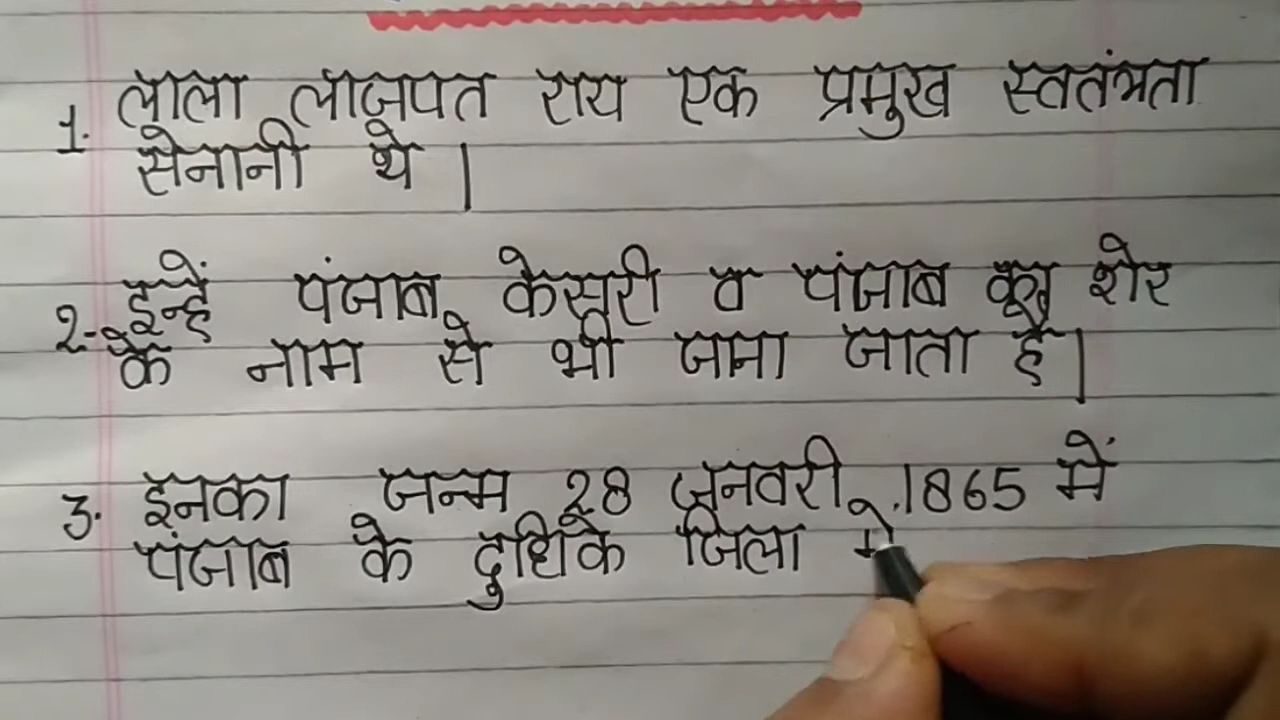 1. लाला लाजपत राय एक प्रमुख स्वतंत्रता
सेनानी थे |
2. इन्हें पंजाब केसरी व पंजाब का शेर
के नाम से भी जाना जाता है|
3. इनका जन्म 28 जनवरी, 1865 में
पंजाब के दुधिके जिला मे